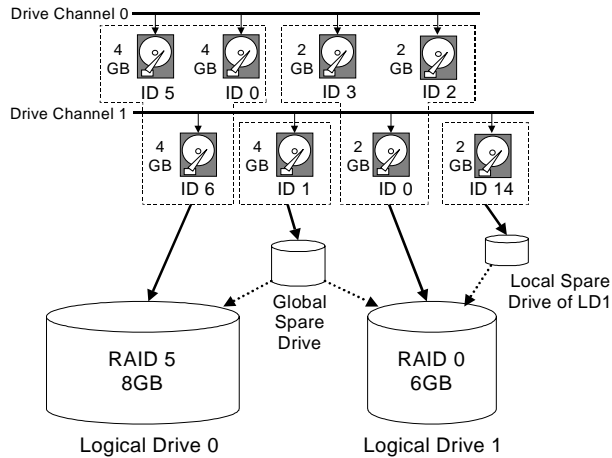 Drive Channel 0
4 GB
4 GB
2 GB
2 GB
ID 5
ID 0
ID 3
ID 2
Drive Channel 1
4 GB
4 GB
2 GB
2 GB
ID 6
ID 1
ID 0
ID 14
Global
Spare
Drive
Local Spare
Drive of LD1
RAID 5
8GB
RAID 0
6GB
Logical Drive 0
Logical Drive 1